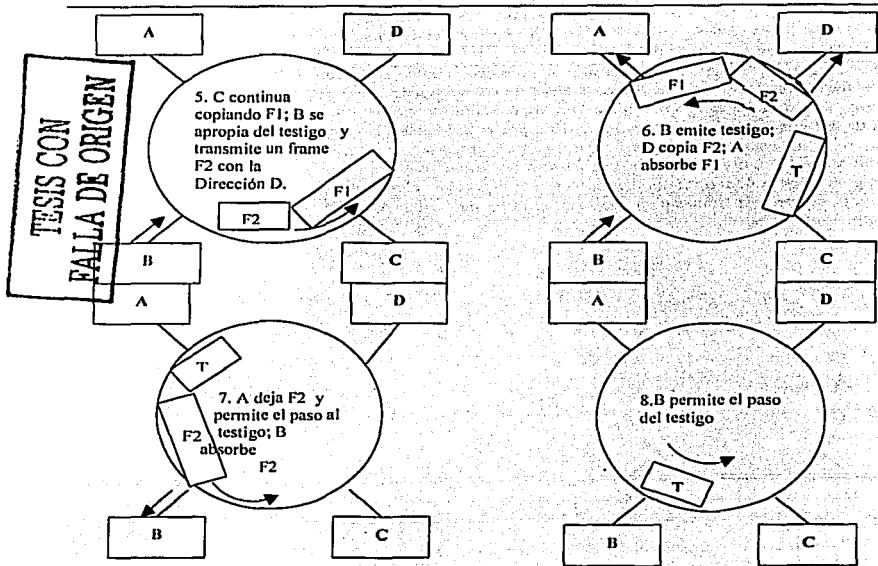 A
D
5. C continua
copiando F1; B se
apropia del testigo y
transmite un frame
F2 con la
Dirección D.
F1
F2
B
C
TESIS CON
FALLA DE ORIGEN
A
D
F1
F2
6. B emite testigo;
D copia F2; A
absorbe F1
T
B
C
A
D
T
7. A deja F2 y
permite el paso al
testigo; B
absorbe
F2
F2
B
C
A
D
8.B permite el paso
del testigo
T
B
C